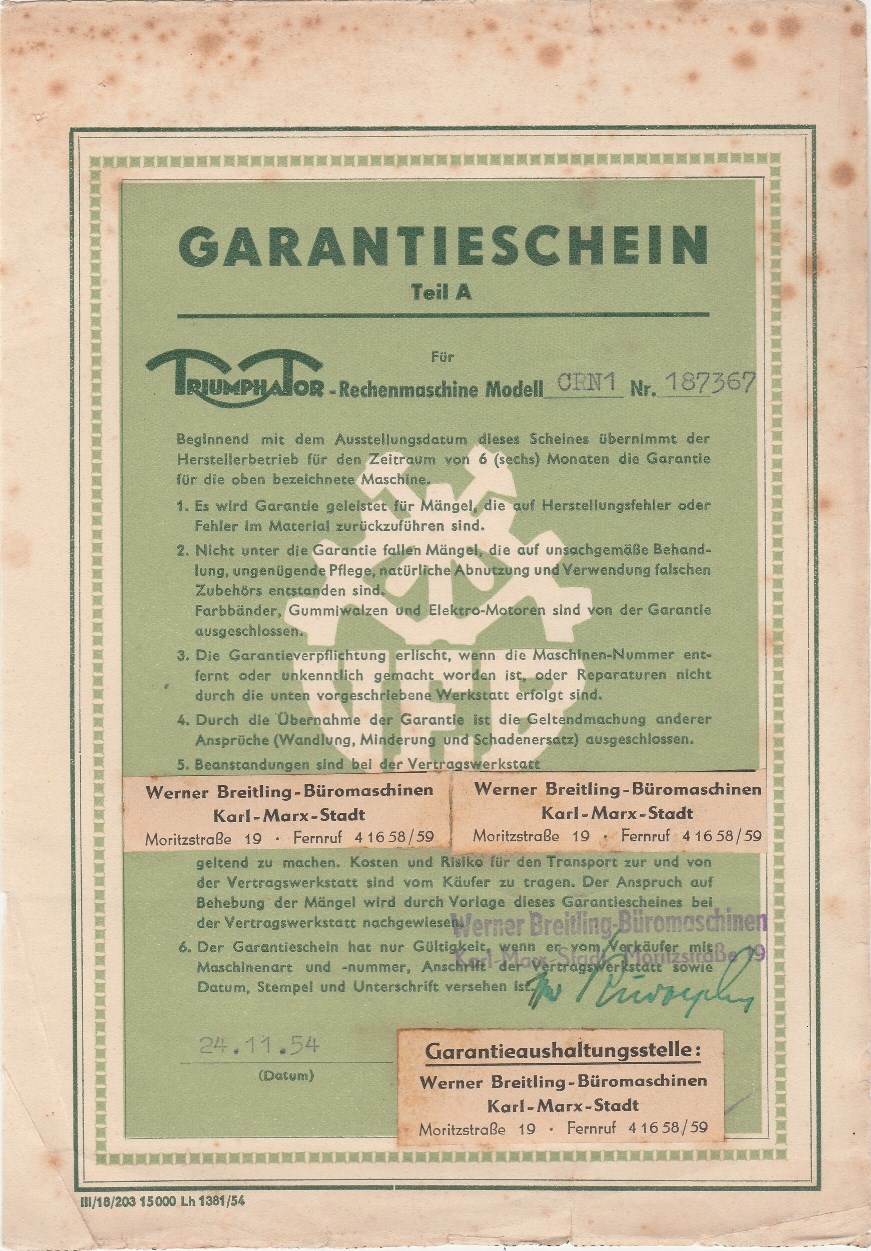 GARANTIESCHEIN
Teil A
Für
TRIUMPHATOR - Rechenmaschine Modell CRN1 Nr. 187367
Beginnend mit dem Ausstellungsdatum dieses Scheines übernimmt der
Herstellerbetrieb für den Zeitraum von 6 (sechs) Monaten die Garantie
für die oben bezeichnete Maschine.
1. Es wird Garantie geleistet für Mängel, die auf Herstellungsfehler oder
Fehler im Material zurückzuführen sind.
2. Nicht unter die Garantie fallen Mängel, die auf unsachgemäße Behand-
lung, ungenügende Pflege, natürliche Abnutzung und Verwendung falschen
Zubehörs entstanden sind.
Farbbänder, Gummiwalzen und Elektro-Motoren sind von der Garantie
ausgeschlossen.
3. Die Garantieverpflichtung erlischt, wenn die Maschinen-Nummer ent-
fernt oder unkenntlich gemacht worden ist, oder Reparaturen nicht
durch die unten vorgeschriebene Werkstatt erfolgt sind.
4. Durch die Übernahme der Garantie ist die Geltendmachung anderer
Ansprüche (Wandlung, Minderung und Schadenersatz) ausgeschlossen.
5. Beanstandungen sind bei der Vertragswerkstatt
Werner Breitling-Büromaschinen
Karl-Marx-Stadt
Moritzstraße 19 · Fernruf 4 16 58/59
Werner Breitling-Büromaschinen
Karl-Marx-Stadt
Moritzstraße 19 · Fernruf 4 16 58/59
geltend zu machen. Kosten und Risiko für den Transport zur und von
der Vertragswerkstatt sind vom Käufer zu tragen. Der Anspruch auf
Behebung der Mängel wird durch Vorlage dieses Garantiescheines bei
der Vertragswerkstatt nachgewiesen.
Werner Breitling-Büromaschinen
Karl-Marx-Stadt, Moritzstraße 19
6. Der Garantieschein hat nur Gültigkeit, wenn er vom Verkäufer mit
Maschinenart und -nummer, Anschrift der Vertragswerkstatt sowie
Datum, Stempel und Unterschrift versehen ist.
24.11.54
(Datum)
Garantieaushaltungsstelle:
Werner Breitling-Büromaschinen
Karl-Marx-Stadt
Moritzstraße 19 · Fernruf 4 16 58/59
III/18/203 15000 Lh 1381/54